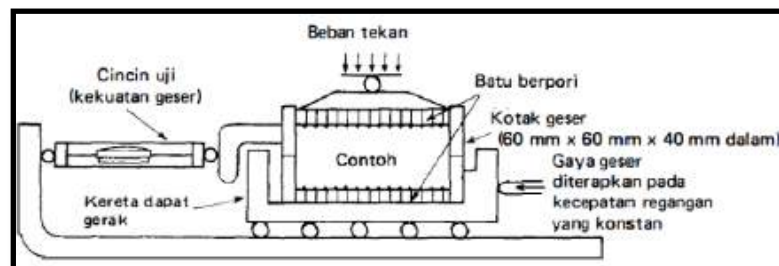 Beban tekan
Cincin uji
(kekuatan geser)
Batu berpori
Kotak geser
(60 mm x 60 mm x 40 mm dalam)
Contoh
Gaya geser
diterapkan pada
kecepatam regangan
yang konstan
Kereta dapat
gerak